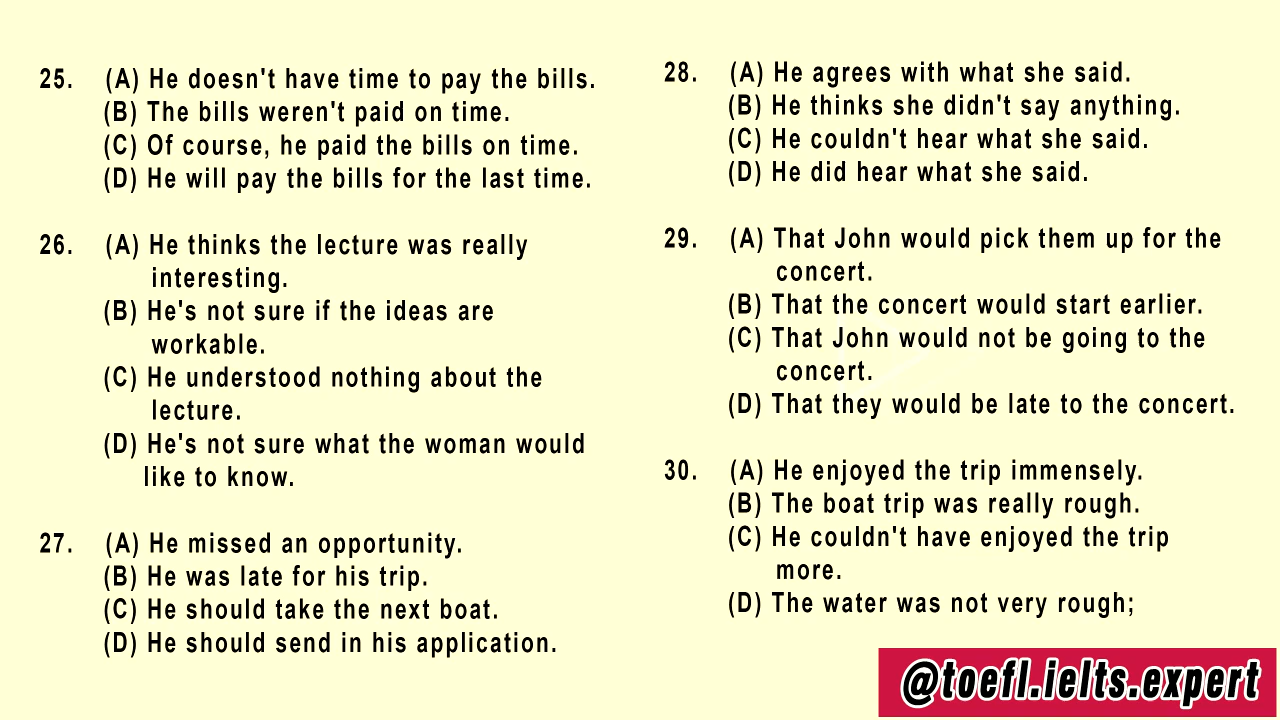 25. (A) He doesn't have time to pay the bills.
(B) The bills weren't paid on time.
(C) Of course, he paid the bills on time.
(D) He will pay the bills for the last time.
26. (A) He thinks the lecture was really
interesting.
(B) He's not sure if the ideas are
workable.
(C) He understood nothing about the
lecture.
(D) He's not sure what the woman would
like to know.
27. (A) He missed an opportunity.
(B) He was late for his trip.
(C) He should take the next boat.
(D) He should send in his application.
28. (A) He agrees with what she said.
(B) He thinks she didn't say anything.
(C) He couldn't hear what she said.
(D) He did hear what she said.
29. (A) That John would pick them up for the
concert.
(B) That the concert would start earlier.
(C) That John would not be going to the
concert.
(D) That they would be late to the concert.
30. (A) He enjoyed the trip immensely.
(B) The boat trip was really rough.
(C) He couldn't have enjoyed the trip
more.
(D) The water was not very rough;
@toefl.ielts.expert